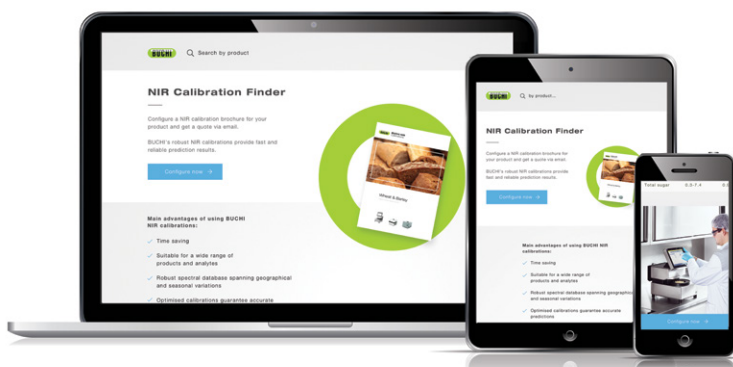 BUCHI
Search by product
NIR Calibration Finder
Configure a NIR calibration brochure for your
product and get a quote via email.
BUCHI's robust NIR calibrations provide fast and
reliable prediction results.
Configure now →
Main advantages of using BUCHI
NIR calibrations:
✓ Time saving
✓ Suitable for a wide range of
products and analytes
✓ Robust spectral database spanning geographical
and seasonal variations
✓ Optimised calibrations guarantee accurate
Wheat & Barley
BUCHI
by product...
NIR Calibration Finder
Configure a NIR calibration brochure for
your product and get a quote via email.
BUCHI's robust NIR calibrations provide
fast and reliable prediction results.
Configure now →
Main advantages of using BUCHI NIR
calibrations:
✓ Time saving
✓ Suitable for a wide range of
products and analytes
✓ Robust spectral database spanning geographical
and seasonal variations
✓ Optimised calibrations guarantee accurate
predictions
Total sugar 0.0-7.4
Configure now →